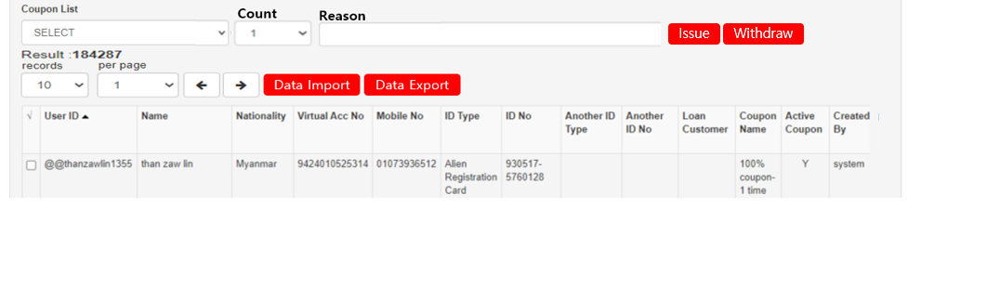 Coupon List Count Reason
SELECT 1 Issue Withdraw
Result :184287
records per page
10 1 Data Import Data Export
√ User ID Name Nationality Virtual Acc No Mobile No ID Type ID No Another ID Another Loan Coupon Active Created
Type ID No Customer Name Coupon By
@@thanzawlin1355 than zaw lin Myanmar 9424010525314 01073936512 Alien 930517- 100% Y system
Registration 5760128 coupon-
Card 1 time